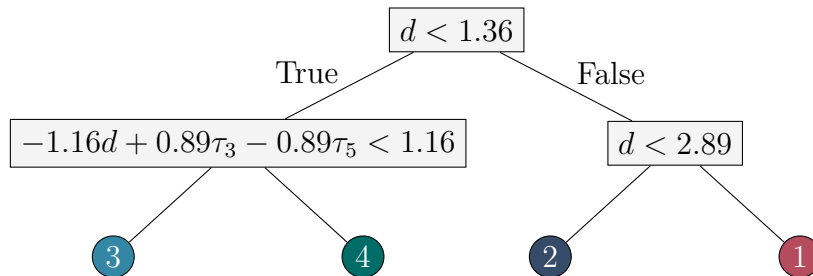 d < 1.36
True False
−1.16d + 0.89τ₃ − 0.89τ₅ < 1.16
d < 2.89
3 4 2 1